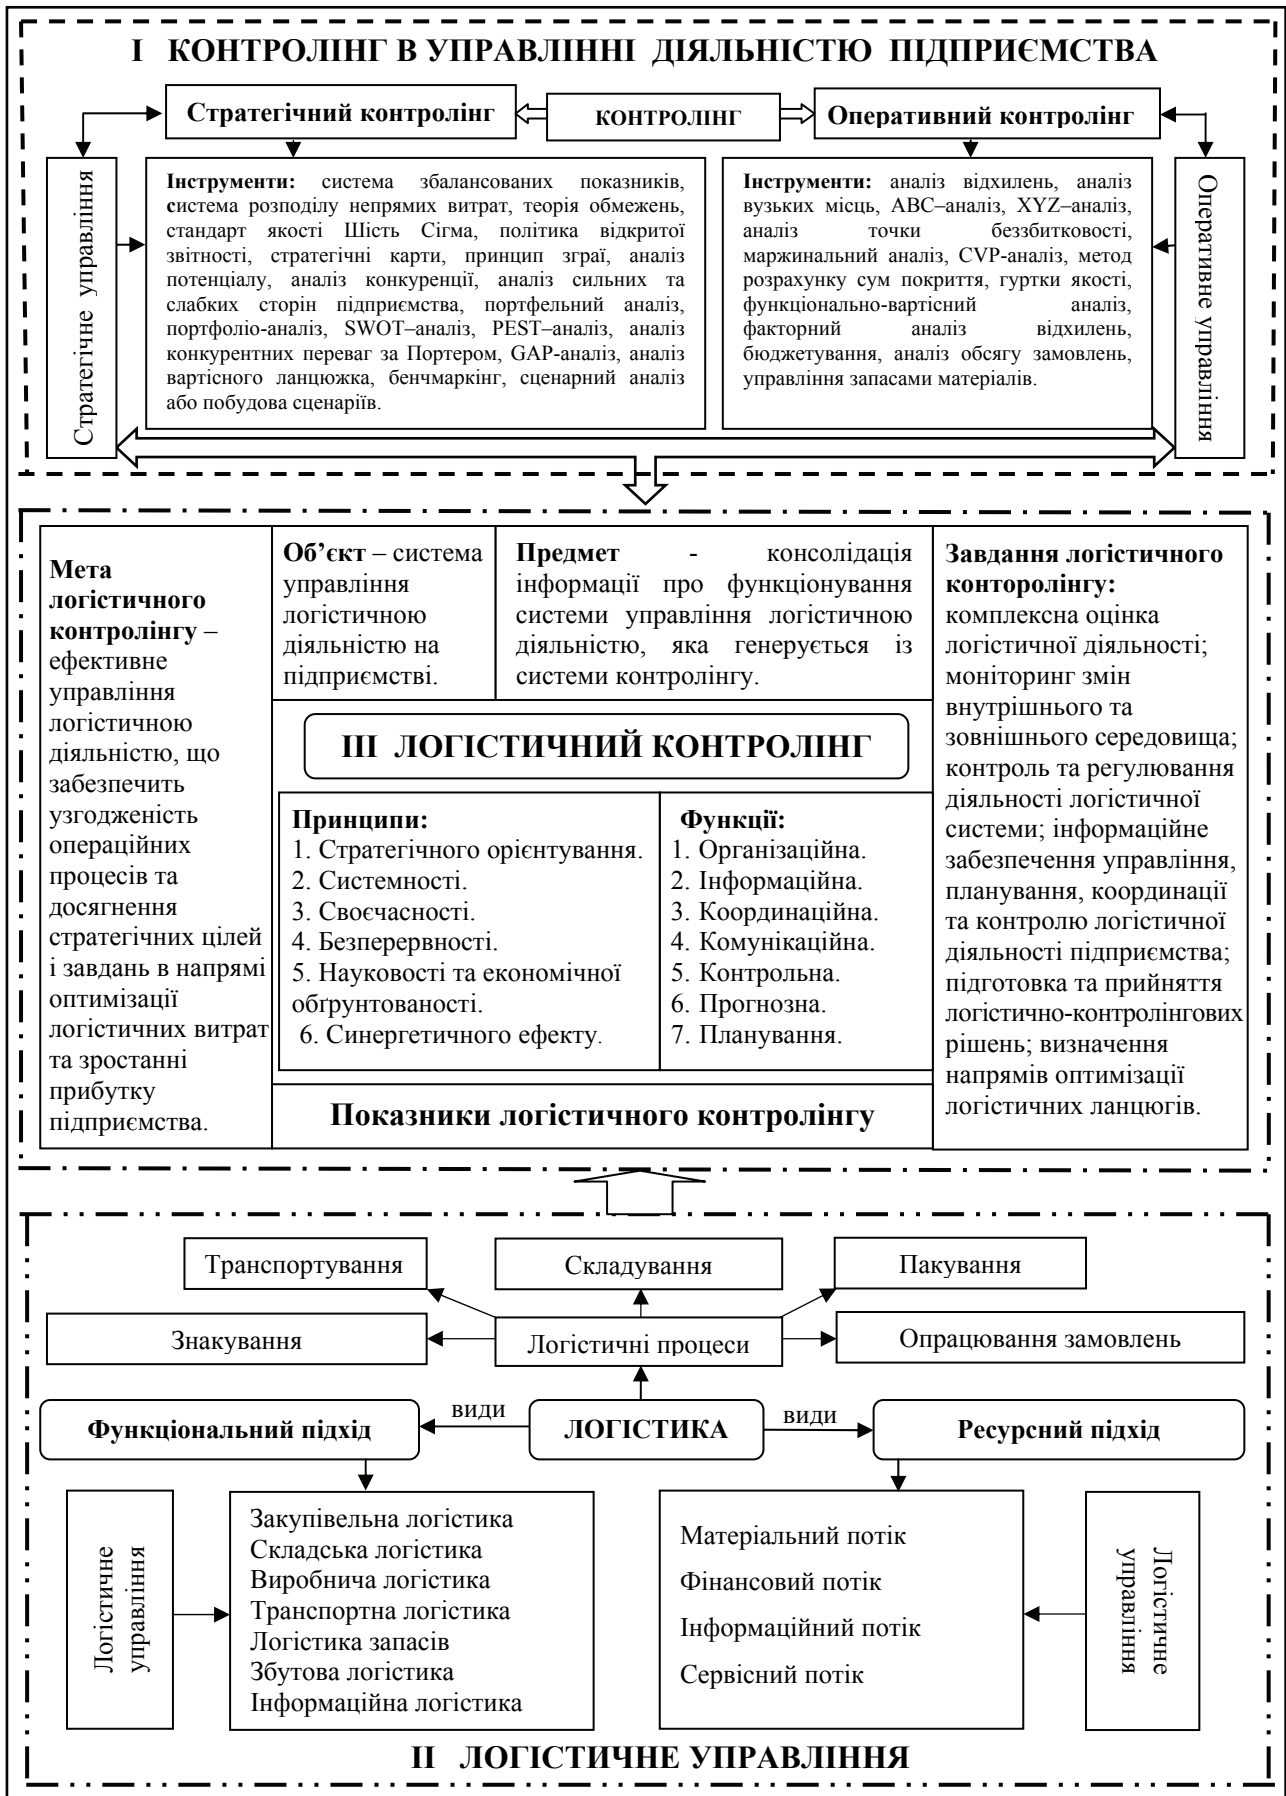 І КОНТРОЛІНГ В УПРАВЛІННІ ДІЯЛЬНІСТЮ ПІДПРИЄМСТВА
Стратегічний контролінг
КОНТРОЛІНГ
Оперативний контролінг
Стратегічне управління
Інструменти: система збалансованих показників,
система розподілу непрямих витрат, теорія обмежень,
стандарт якості Шість Сігма, політика відкритої
звітності, стратегічні карти, принцип зграї, аналіз
потенціалу, аналіз конкуренції, аналіз сильних та
слабких сторін підприємства, портфельний аналіз,
портфоліо-аналіз, SWOT–аналіз, PEST–аналіз, аналіз
конкурентних переваг за Портером, GAP-аналіз, аналіз
вартісного ланцюжка, бенчмаркінг, сценарний аналіз
або побудова сценаріїв.
Інструменти: аналіз відхилень, аналіз
вузьких місць, ABC–аналіз, XYZ–аналіз,
аналіз точки беззбитковості,
маржинальний аналіз, CVP-аналіз, метод
розрахунку сум покриття, гуртки якості,
функціонально-вартісний аналіз,
факторний аналіз відхилень,
бюджетування, аналіз обсягу замовлень,
управління запасами матеріалів.
Оперативне управління
Мета
логістичного
контролінгу –
ефективне
управління
логістичною
діяльністю, що
забезпечить
узгодженість
операційних
процесів та
досягнення
стратегічних цілей
і завдань в напрямі
оптимізації
логістичних витрат
та зростанні
прибутку
підприємства.
Об’єкт – система
управління
логістичною
діяльністю на
підприємстві.
Предмет - консолідація
інформації про функціонування
системи управління логістичною
діяльністю, яка генерується із
системи контролінгу.
ІІІ ЛОГІСТИЧНИЙ КОНТРОЛІНГ
Принципи:
1. Стратегічного орієнтування.
2. Системності.
3. Своєчасності.
4. Безперервності.
5. Науковості та економічної
обґрунтованості.
6. Синергетичного ефекту.
Функції:
1. Організаційна.
2. Інформаційна.
3. Координаційна.
4. Комунікаційна.
5. Контрольна.
6. Прогнозна.
7. Планування.
Показники логістичного контролінгу
Завдання логістичного
конторолінгу:
комплексна оцінка
логістичної діяльності;
моніторинг змін
внутрішнього та
зовнішнього середовища;
контроль та регулювання
діяльності логістичної
системи; інформаційне
забезпечення управління,
планування, координації
та контролю логістичної
діяльності підприємства;
підготовка та прийняття
логістично-контролінгових
рішень; визначення
напрямів оптимізації
логістичних ланцюгів.
Транспортування
Складування
Пакування
Знакування
Логістичні процеси
Опрацювання замовлень
Функціональний підхід
види
ЛОГІСТИКА
види
Ресурсний підхід
Логістичне
управління
Закупівельна логістика
Складська логістика
Виробнича логістика
Транспортна логістика
Логістика запасів
Збутова логістика
Інформаційна логістика
Матеріальний потік
Фінансовий потік
Інформаційний потік
Сервісний потік
Логістичне
управління
ІІ ЛОГІСТИЧНЕ УПРАВЛІННЯ